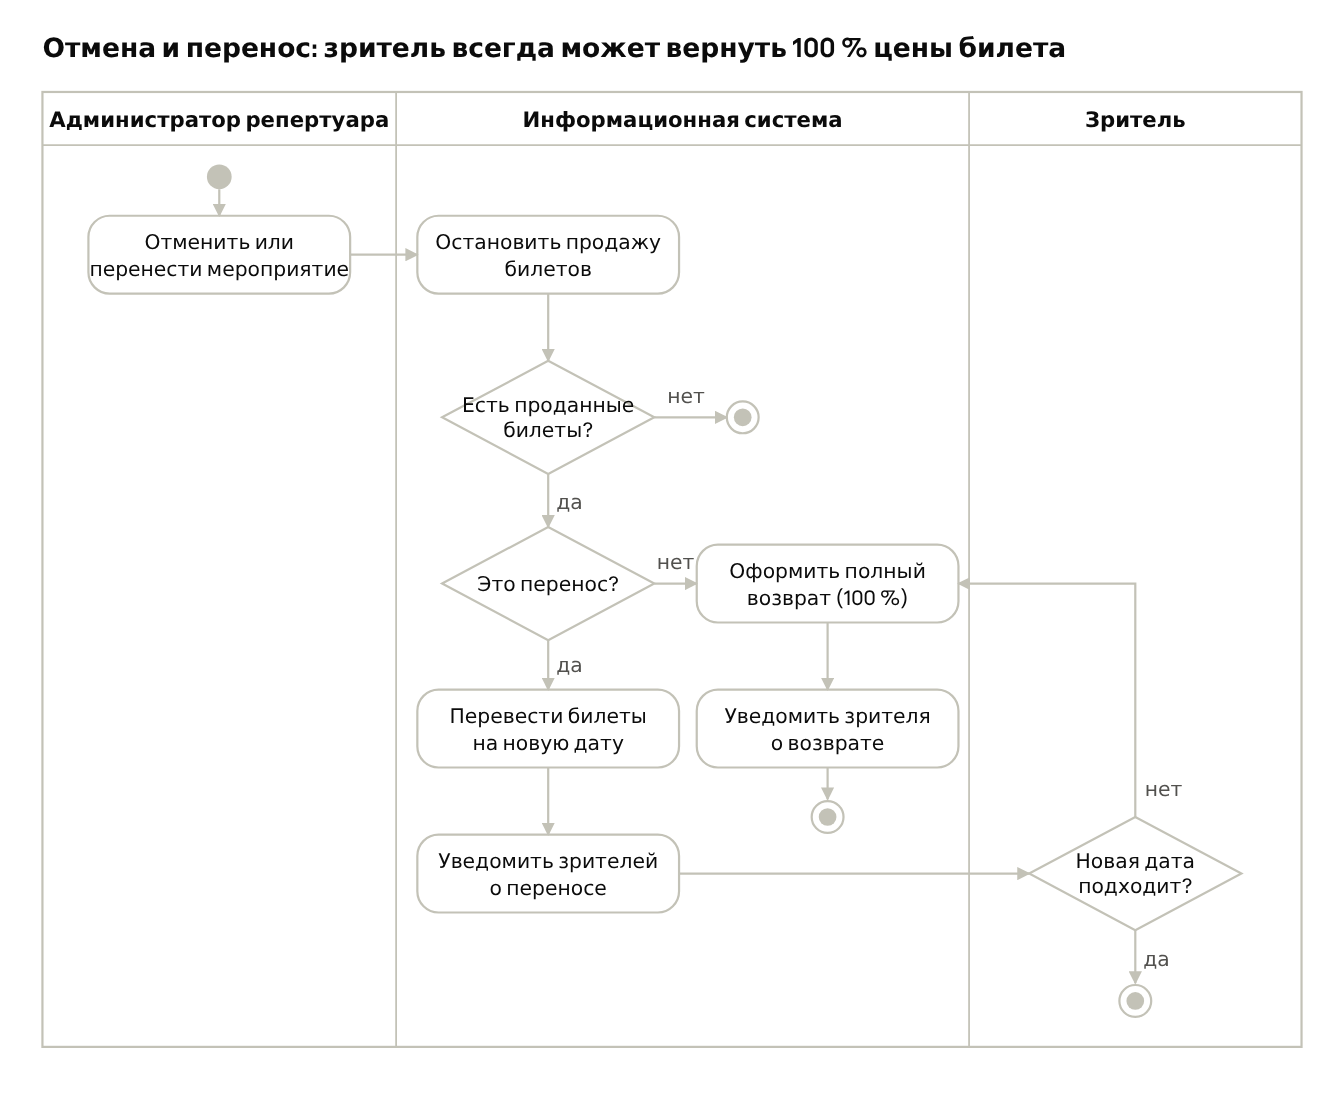 Отмена и перенос: зритель всегда может вернуть 100 % цены билета
Администратор репертуара
Информационная система
Зритель
Отменить или
перенести мероприятие
Остановить продажу
билетов
Есть проданные
билеты?
нет
да
Это перенос?
нет
Оформить полный
возврат (100 %)
да
Перевести билеты
на новую дату
Уведомить зрителя
о возврате
нет
Уведомить зрителей
о переносе
Новая дата
подходит?
да